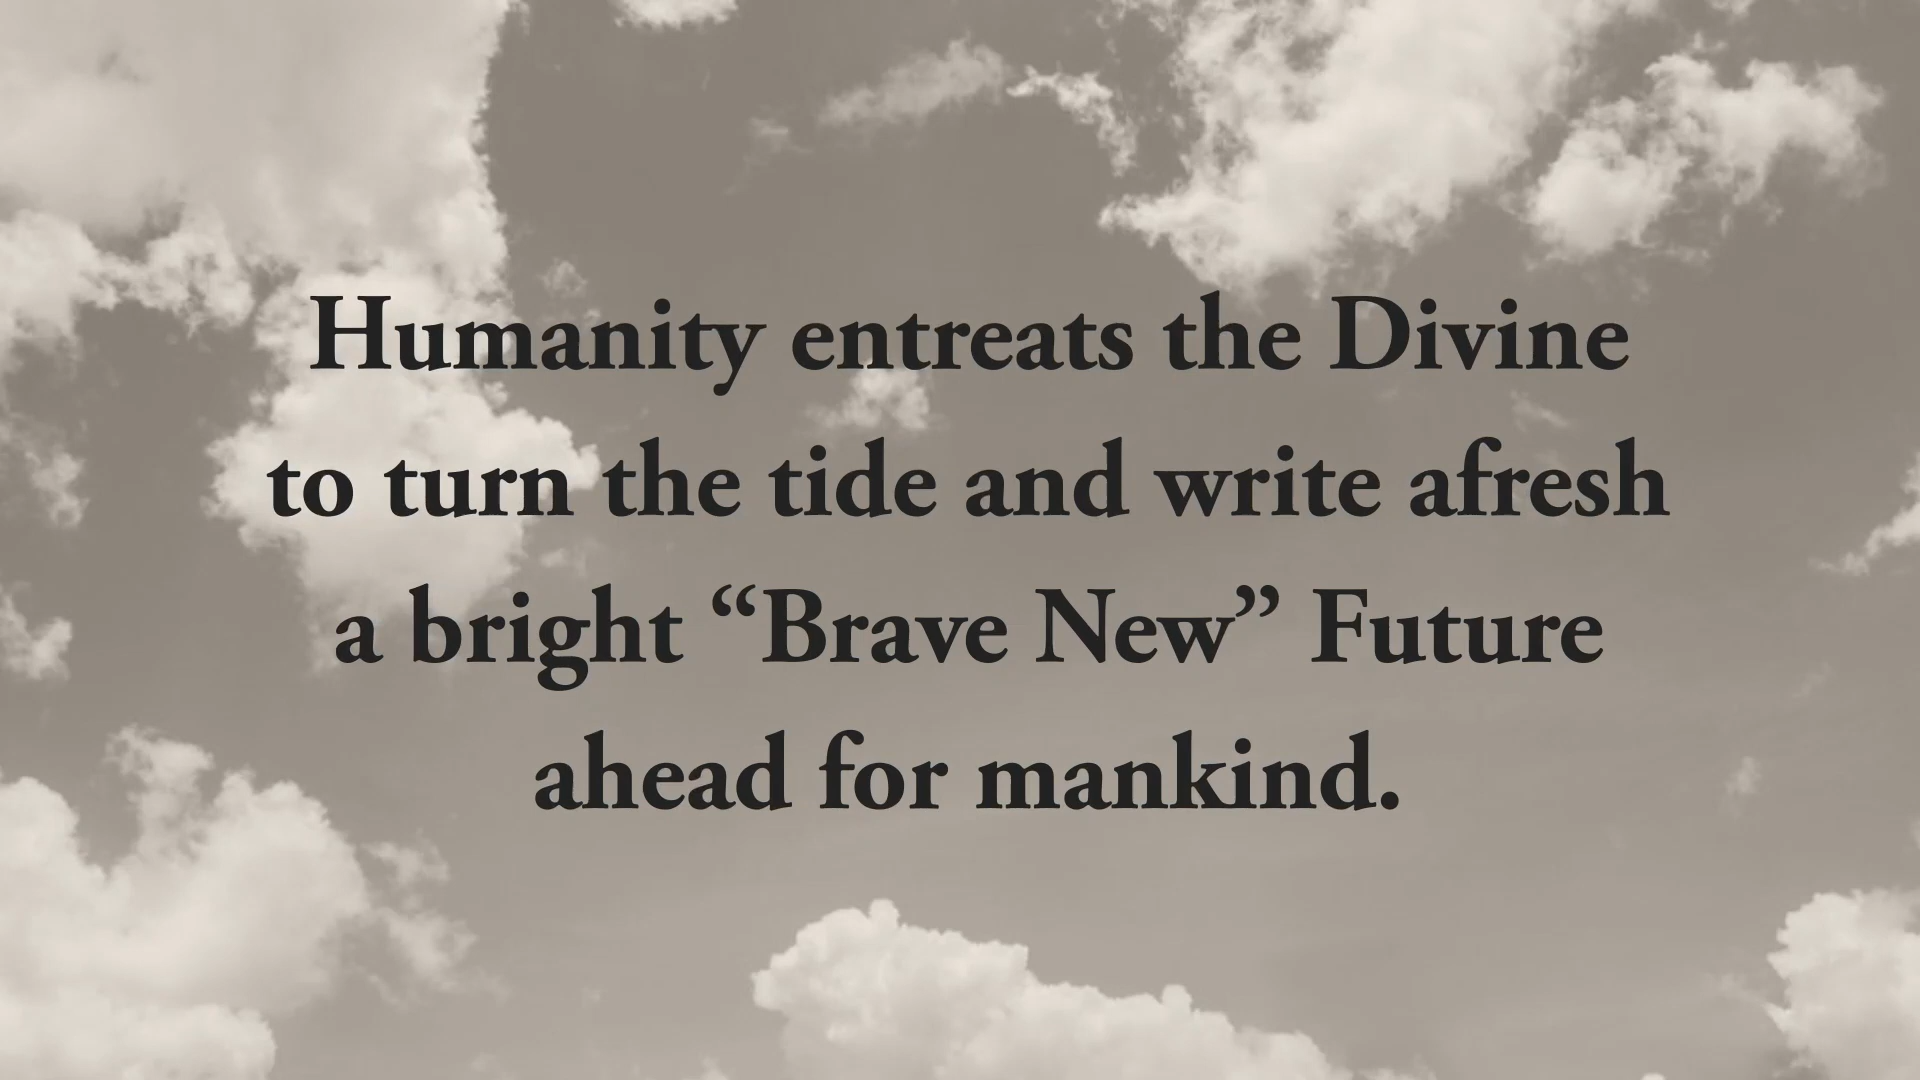 Humanity entreats the Divine
to turn the tide and write afresh
a bright “Brave New” Future
ahead for mankind.